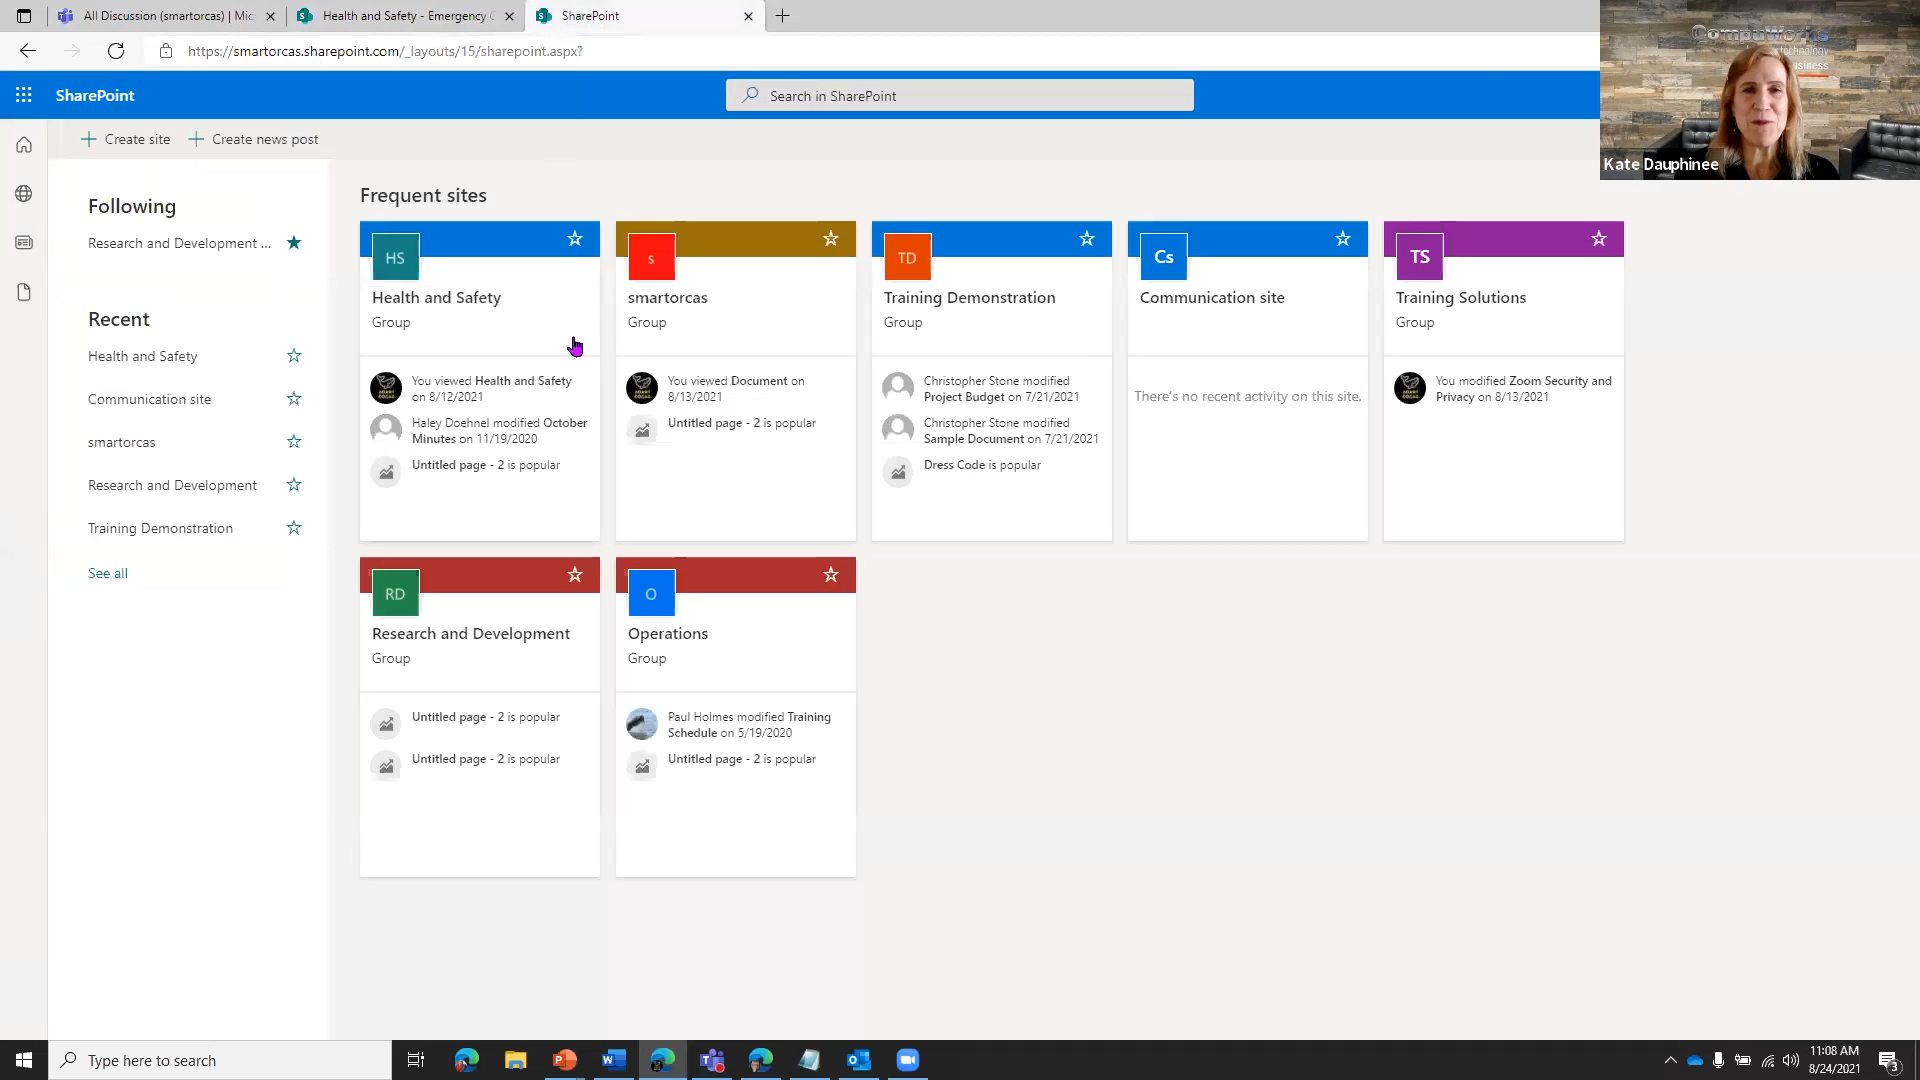 All Discussion (smartorcas) | Mic
Health and Safety - Emergency
SharePoint
https://smartorcas.sharepoint.com/_layouts/15/sharepoint.aspx?
SharePoint
Search in SharePoint
CompuWorks
technology
business
Kate Dauphinee
Create site
Create news post
Following
Research and Development ...
Recent
Health and Safety
Communication site
smartorcas
Research and Development
Training Demonstration
See all
Frequent sites
HS
Health and Safety
Group
You viewed Health and Safety
on 8/12/2021
Haley Doehnel modified October
Minutes on 11/19/2020
Untitled page - 2 is popular
s
smartorcas
Group
You viewed Document on
8/13/2021
Untitled page - 2 is popular
TD
Training Demonstration
Group
Christopher Stone modified
Project Budget on 7/21/2021
Christopher Stone modified
Sample Document on 7/21/2021
Dress Code is popular
Cs
Communication site
There's no recent activity on this site.
TS
Training Solutions
Group
You modified Zoom Security and
Privacy on 8/13/2021
RD
Research and Development
Group
Untitled page - 2 is popular
Untitled page - 2 is popular
O
Operations
Group
Paul Holmes modified Training
Schedule on 5/19/2020
Untitled page - 2 is popular
Type here to search
11:08 AM
8/24/2021
3